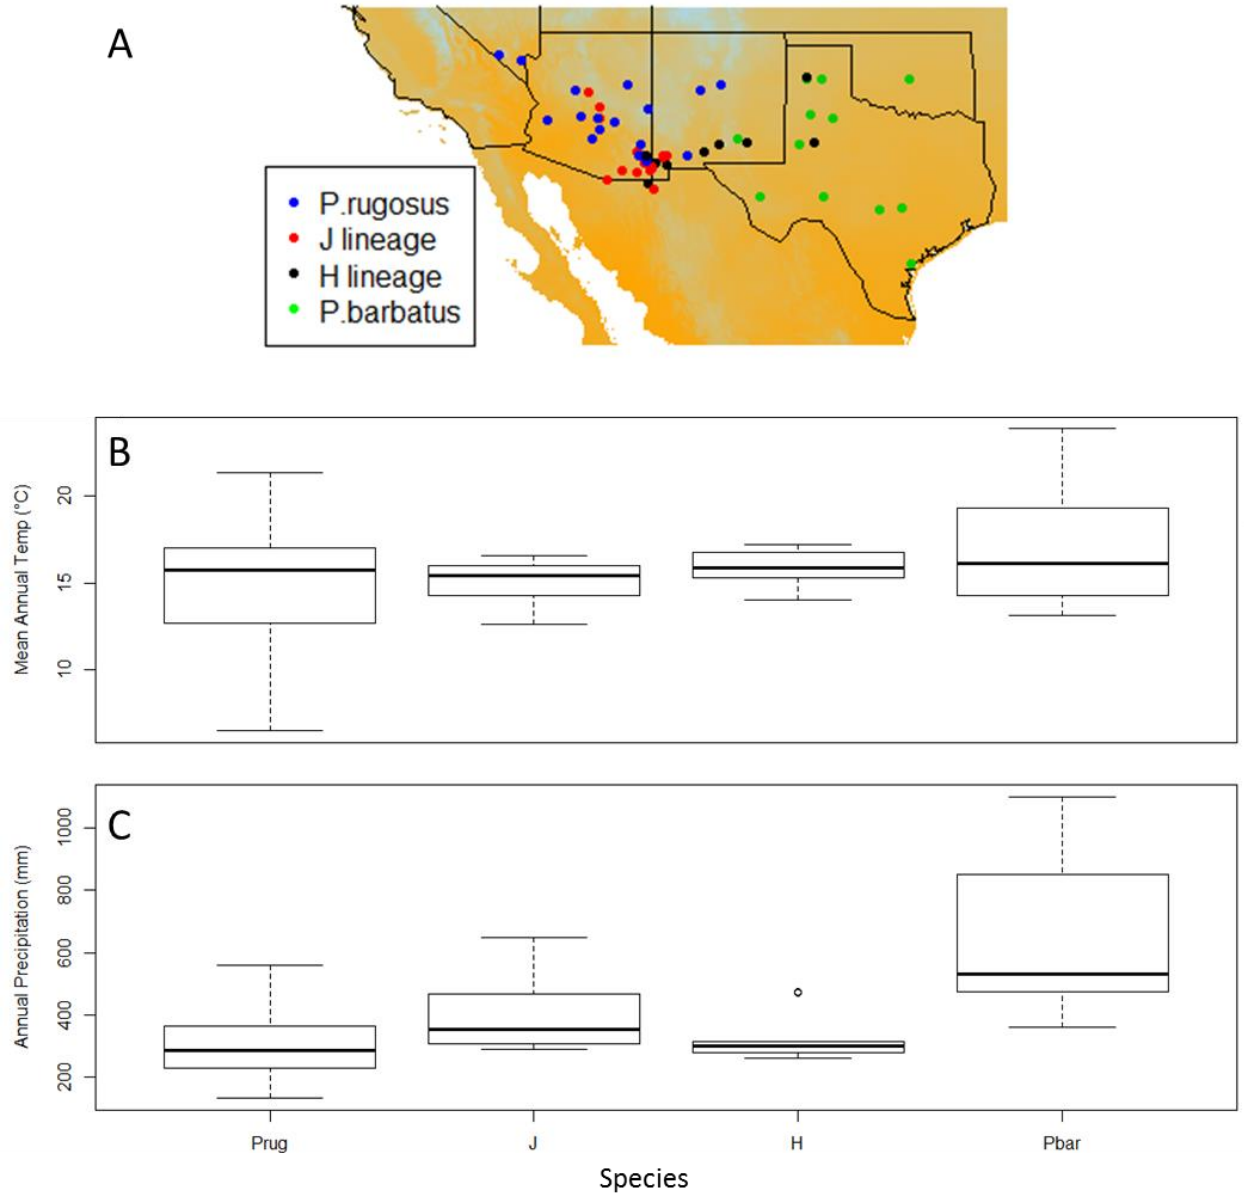 A
P.rugosus
J lineage
H lineage
P.barbatus
B
Mean Annual Temp (°C)
20
15
10
C
Annual Precipitation (mm)
1000
800
600
400
200
Prug J H Pbar
Species